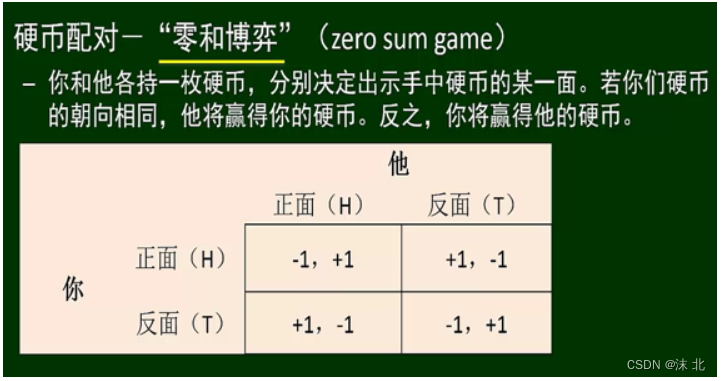 硬币配对－“零和博弈”（zero sum game）
– 你和他各持一枚硬币，分别决定出示手中硬币的某一面。若你们硬币
的朝向相同，他将赢得你的硬币。反之，你将赢得他的硬币。
他
正面（H） 反面（T）
正面（H） -1，+1 +1，-1
你
反面（T） +1，-1 -1，+1
CSDN @沫 北